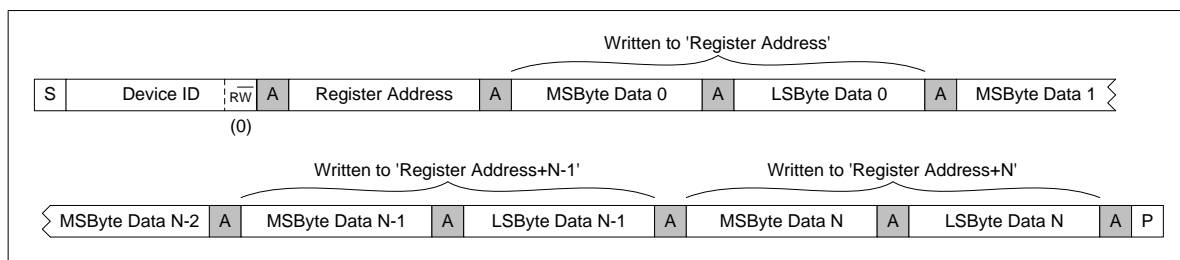 Written to 'Register Address'
S Device ID RW A Register Address A MSByte Data 0 A LSByte Data 0 A MSByte Data 1
(0)
Written to 'Register Address+N-1' Written to 'Register Address+N'
MSByte Data N-2 A MSByte Data N-1 A LSByte Data N-1 A MSByte Data N A LSByte Data N A P